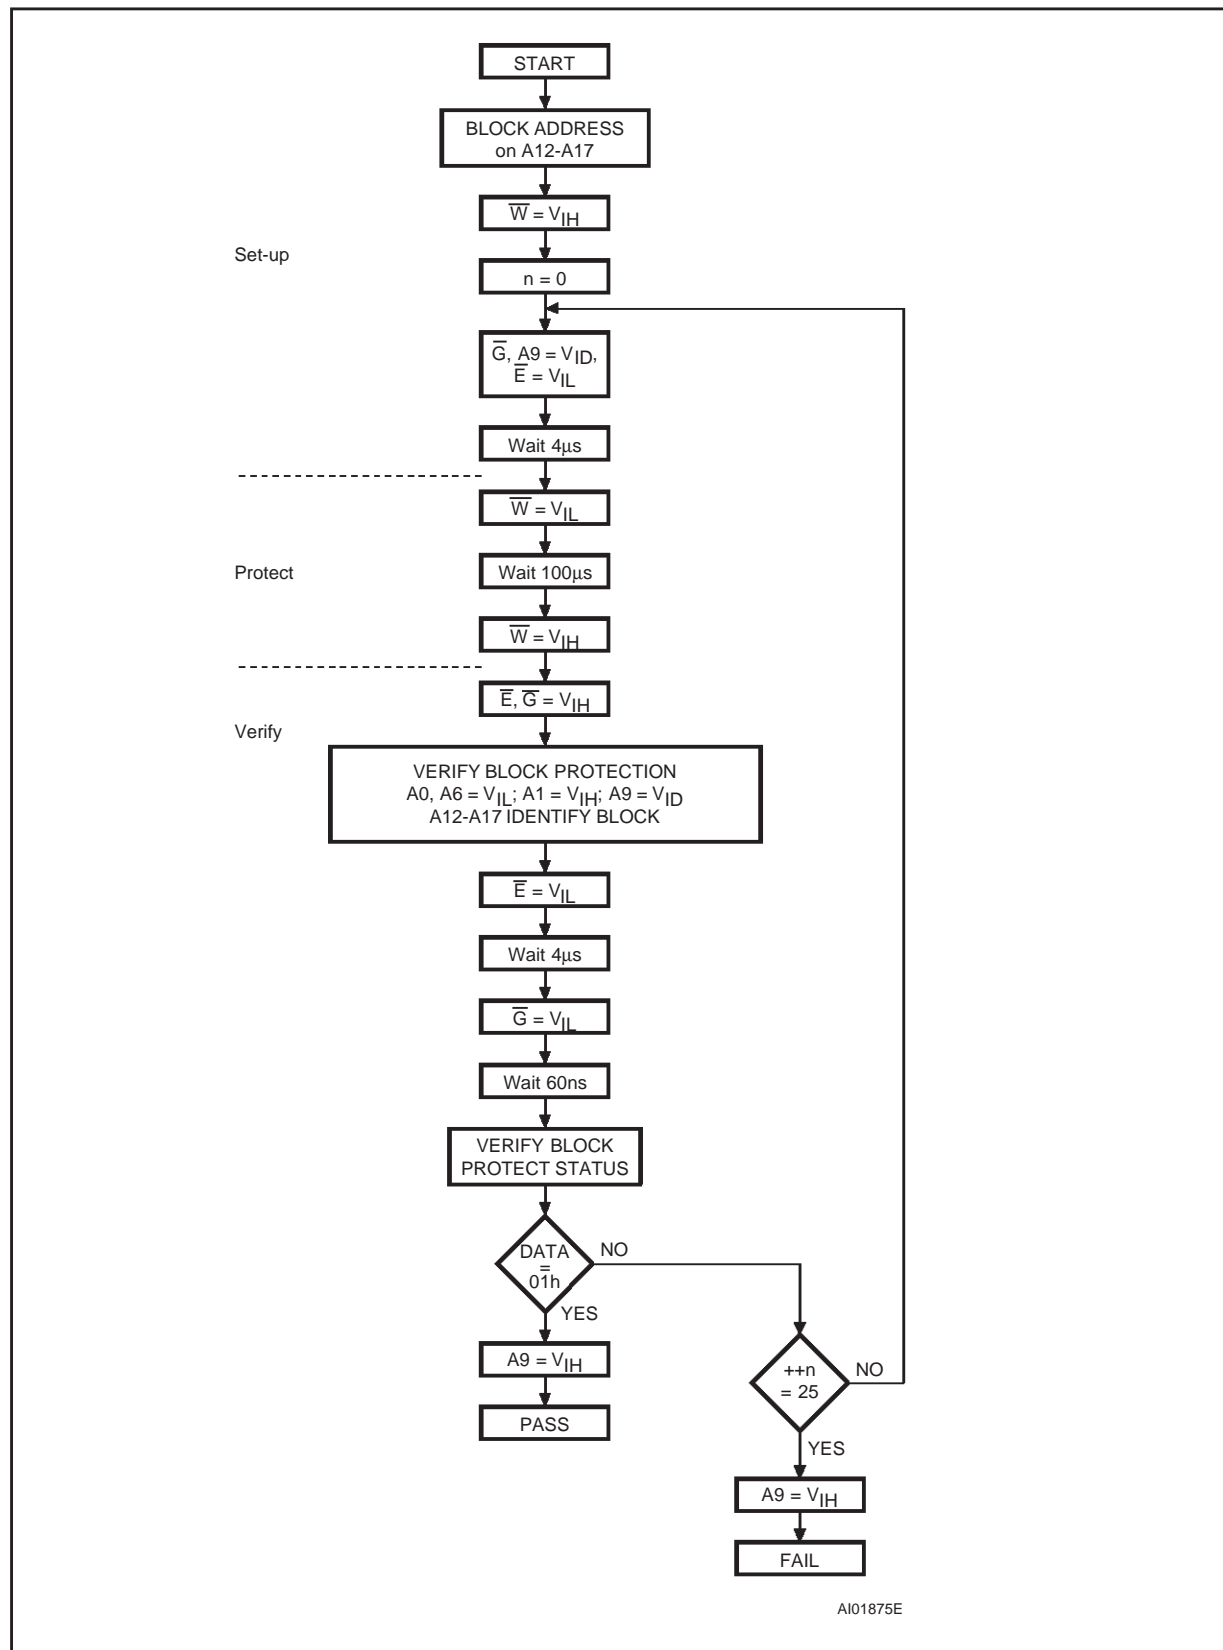 START
BLOCK ADDRESS
on A12-A17
W̅ = VIH
Set-up
n = 0
G̅, A9 = VID,
E̅ = VIL
Wait 4µs
W̅ = VIL
Protect
Wait 100µs
W̅ = VIH
E̅, G̅ = VIH
Verify
VERIFY BLOCK PROTECTION
A0, A6 = VIL; A1 = VIH; A9 = VID
A12-A17 IDENTIFY BLOCK
E̅ = VIL
Wait 4µs
G̅ = VIL
Wait 60ns
VERIFY BLOCK
PROTECT STATUS
DATA
=
01h
NO
YES
A9 = VIH
PASS
++n
= 25
NO
YES
A9 = VIH
FAIL
AI01875E